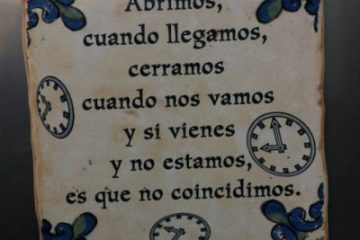 Abrimos,
cuando llegamos,
cerramos
cuando nos vamos
y si vienes
y no estamos,
es que no coincidimos.